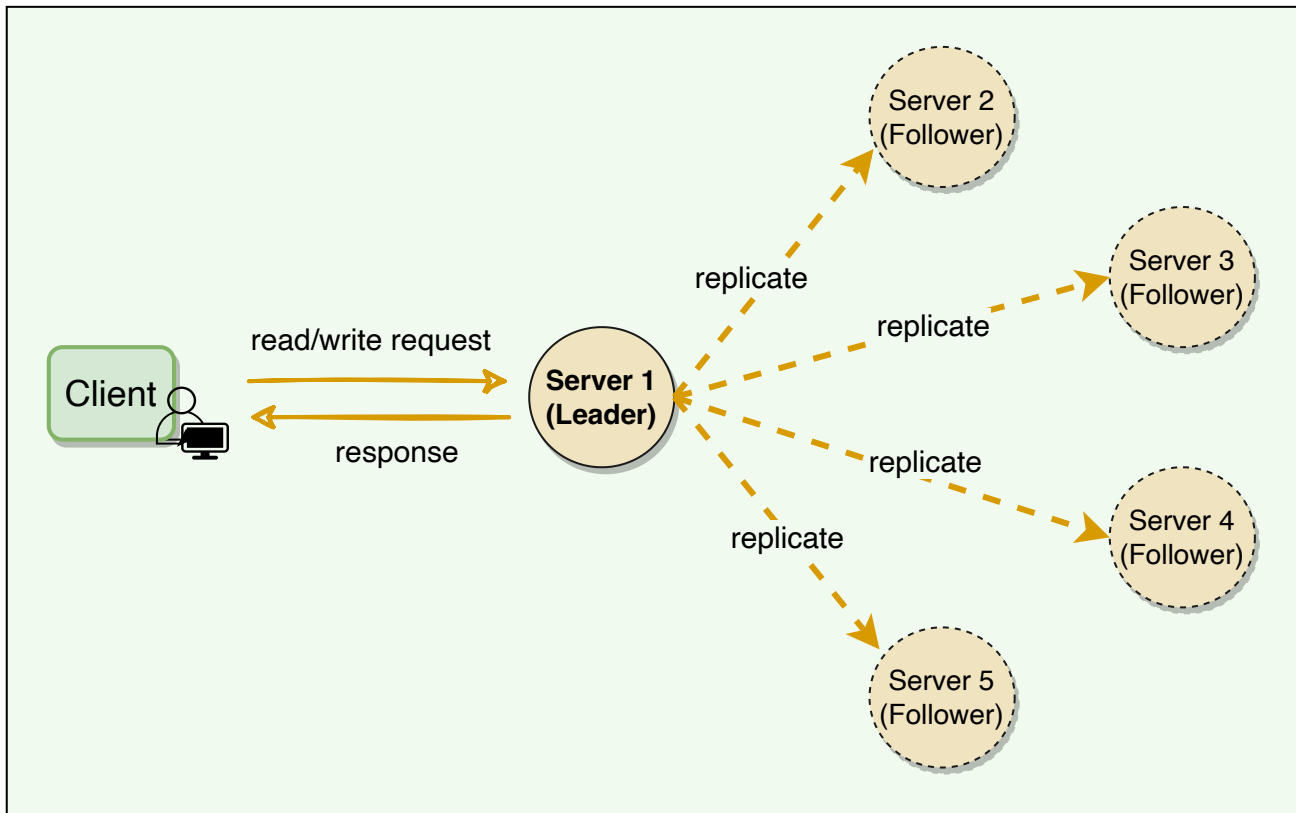 Server 2
(Follower)
Server 3
(Follower)
replicate
replicate
read/write request
Client
Server 1
(Leader)
response
replicate
replicate
Server 4
(Follower)
Server 5
(Follower)